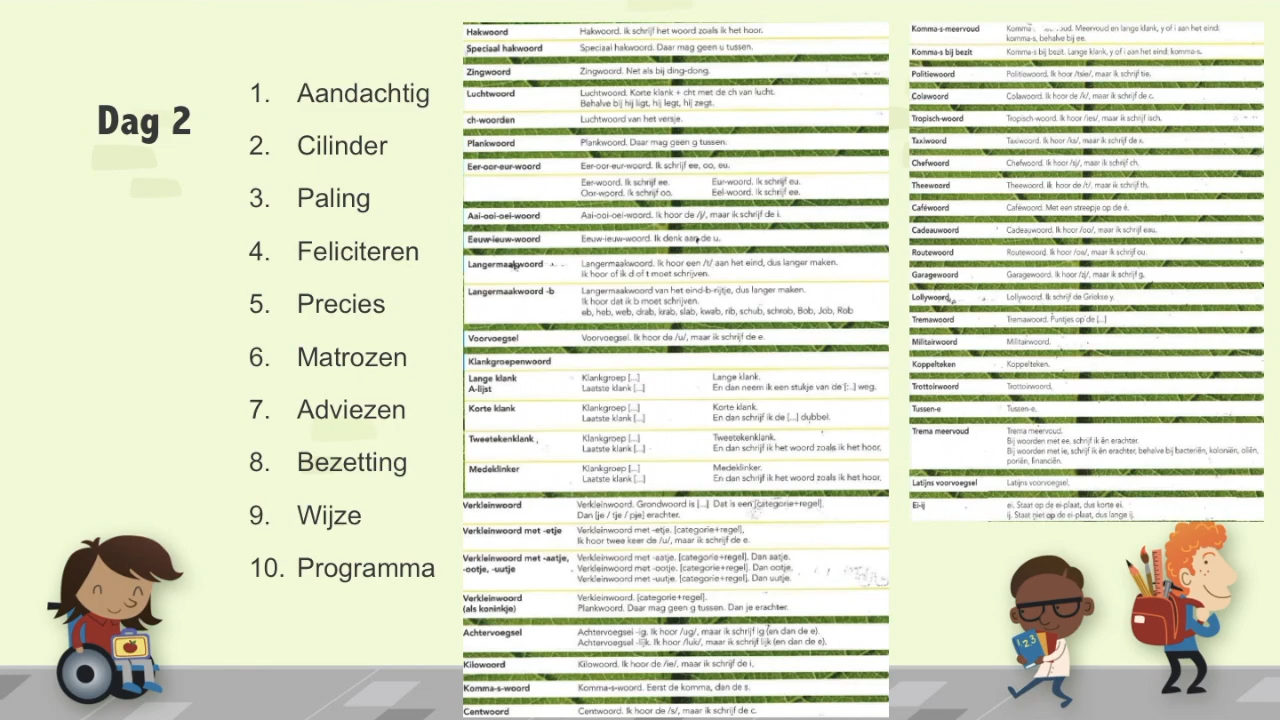 Dag 2
1. Aandachtig
2. Cilinder
3. Paling
4. Feliciteren
5. Precies
6. Matrozen
7. Adviezen
8. Bezetting
9. Wijze
10. Programma
Hakwoord Hakwoord. Ik schrijf het woord zoals ik het hoor.
Speciaal hakwoord Speciaal hakwoord. Daar mag geen u tussen.
Zingwoord Zingwoord. Net als bij ding-dong.
Luchtwoord Luchtwoord. Korte klank + cht met de ch van lucht.
Behalve bij hij ligt, hij legt, hij zegt.
ch-woorden Luchtwoord van het versje.
Plankwoord Plankwoord. Daar mag geen g tussen.
Eer-oor-eur-woord Eer-oor-eur-woord. Ik schrijf ee, oo, eu.
Eer-woord. Ik schrijf ee. Eur-woord. Ik schrijf eu.
Oor-woord. Ik schrijf oo. Eel-woord. Ik schrijf ee.
Aai-ooi-oei-woord Aai-ooi-oei-woord. Ik hoor de /j/, maar ik schrijf de i.
Eeuw-ieuw-woord Eeuw-ieuw-woord. Ik denk aan de u.
Langermaakwoord Langermaakwoord. Ik hoor een /t/ aan het eind, dus langer maken.
Ik hoor of ik d of t moet schrijven.
Langermaakwoord -b Langermaakwoord van het eind-b-rijtje, dus langer maken.
Ik hoor dat ik b moet schrijven.
eb, heb, web, drab, krab, slab, kwab, rib, schub, schrob, Bob, Job, Rob
Voorvoegsel Voorvoegsel. Ik hoor de /u/, maar ik schrijf de e.
Klankgroepenwoord
Lange klank Klankgroep [...] Lange klank.
A-lijst Laatste klank [...] En dan neem ik een stukje van de [...] weg.
Korte klank Klankgroep [...] Korte klank.
Laatste klank [...] En dan schrijf ik de [...] dubbel.
Tweetekenklank Klankgroep [...] Tweetekenklank.
Laatste klank [...] En dan schrijf ik het woord zoals ik het hoor.
Medeklinker Klankgroep [...] Medeklinker.
Laatste klank [...] En dan schrijf ik het woord zoals ik het hoor.
Verkleinwoord Verkleinwoord. Grondwoord is [...] Dat is een [categorie+regel].
Dan [je / tje / pje] erachter.
Verkleinwoord met -etje Verkleinwoord met -etje. [categorie+regel],
Ik hoor twee keer de /u/, maar ik schrijf de e.
Verkleinwoord met -aatje, Verkleinwoord met -aatje. [categorie+regel]. Dan aatje.
-ootje, -uutje Verkleinwoord met -ootje. [categorie+regel]. Dan ootje.
Verkleinwoord met -uutje. [categorie+regel]. Dan uutje.
Verkleinwoord Verkleinwoord. [categorie+regel].
(als koninkje) Plankwoord. Daar mag geen g tussen. Dan je erachter.
Achtervoegsel Achtervoegsel -ig. Ik hoor /ug/, maar ik schrijf ig (en dan de e).
Achtervoegsel -lijk. Ik hoor /luk/, maar ik schrijf lijk (en dan de e).
Kilowoord Kilowoord. Ik hoor de /ie/, maar ik schrijf de i.
Komma-s-woord Komma-s-woord. Eerst de komma, dan de s.
Centwoord Centwoord. Ik hoor de /s/, maar ik schrijf de c.
Komma-s-meervoud Meervoud en lange klank, y of i aan het eind:
komma-s, behalve bij ee.
Komma-s bij bezit Komma-s bij bezit. Lange klank, y of i aan het eind: komma-s.
Politiewoord Politiewoord. Ik hoor /tsie/, maar ik schrijf tie.
Colawoord Colawoord. Ik hoor de /k/, maar ik schrijf de c.
Tropisch-woord Tropisch-woord. Ik hoor /ies/, maar ik schrijf isch.
Taxiwoord Taxiwoord. Ik hoor /ks/, maar ik schrijf de x.
Chefwoord Chefwoord. Ik hoor /sj/, maar ik schrijf ch.
Theewoord Theewoord. Ik hoor de /t/, maar ik schrijf th.
Caféwoord Caféwoord. Met een streepje op de é.
Cadeauwoord Cadeauwoord. Ik hoor /oo/, maar ik schrijf eau.
Routewoord Routewoord. Ik hoor /oe/, maar ik schrijf ou.
Garagewoord Garagewoord. Ik hoor /zj/, maar ik schrijf g.
Lollywoord Lollywoord. Ik schrijf de Griekse y.
Tremawoord Tremawoord. Puntjes op de [...]
Militairwoord Militairwoord.
Koppelteken Koppelteken.
Trottoirwoord Trottoirwoord.
Tussen-e Tussen-e.
Trema meervoud Trema meervoud.
Bij woorden met ee, schrijf ik ën erachter.
Bij woorden met ie, schrijf ik ën erachter, behalve bij bacteriën, koloniën, oliën,
poriën, financiën.
Latijns voorvoegsel Latijns voorvoegsel.
Ei-ij ei. Staat op de ei-plaat, dus korte ei.
ij. Staat niet op de ei-plaat, dus lange ij.
1,2,3